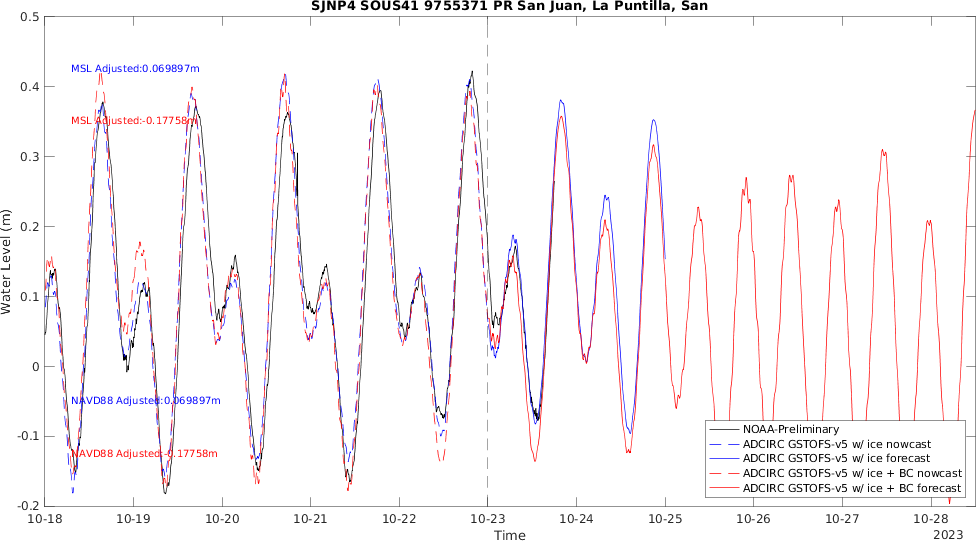 SJNP4 SOUS41 9755371 PR San Juan, La Puntilla, San
0.5
0.4
0.3
0.2
0.1
0
-0.1
-0.2
Water Level (m)
MSL Adjusted:0.069897m
MSL Adjusted:-0.17758m
NAVD88 Adjusted:0.069897m
NAVD88 Adjusted:-0.17758m
NOAA-Preliminary
ADCIRC GSTOFS-v5 w/ ice nowcast
ADCIRC GSTOFS-v5 w/ ice forecast
ADCIRC GSTOFS-v5 w/ ice + BC nowcast
ADCIRC GSTOFS-v5 w/ ice + BC forecast
10-18 10-19 10-20 10-21 10-22 10-23 10-24 10-25 10-26 10-27 10-28
Time
2023